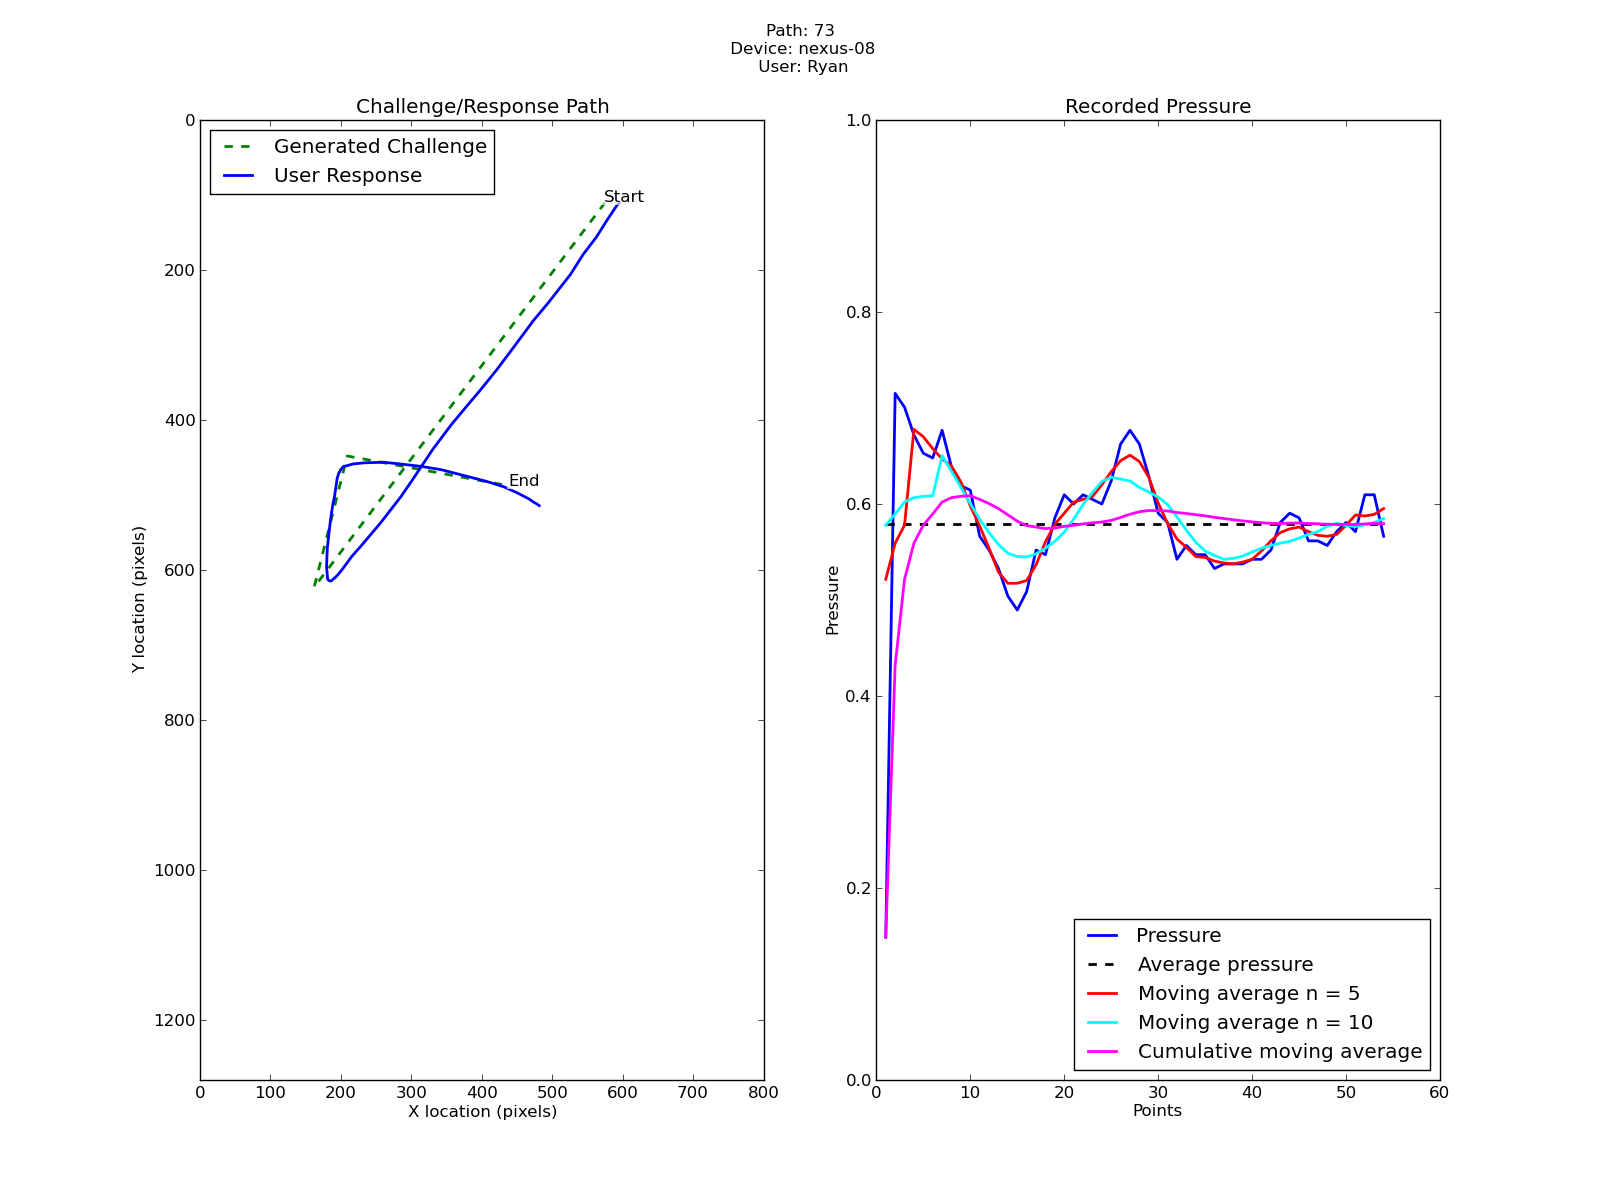 Path: 73
Device: nexus-08
User: Ryan
Challenge/Response Path
Generated Challenge
User Response
Start
End
0
200
400
600
800
1000
1200
Y location (pixels)
0 100 200 300 400 500 600 700 800
X location (pixels)
Recorded Pressure
1.0
0.8
0.6
0.4
0.2
0.0
Pressure
Pressure
Average pressure
Moving average n = 5
Moving average n = 10
Cumulative moving average
0 10 20 30 40 50 60
Points